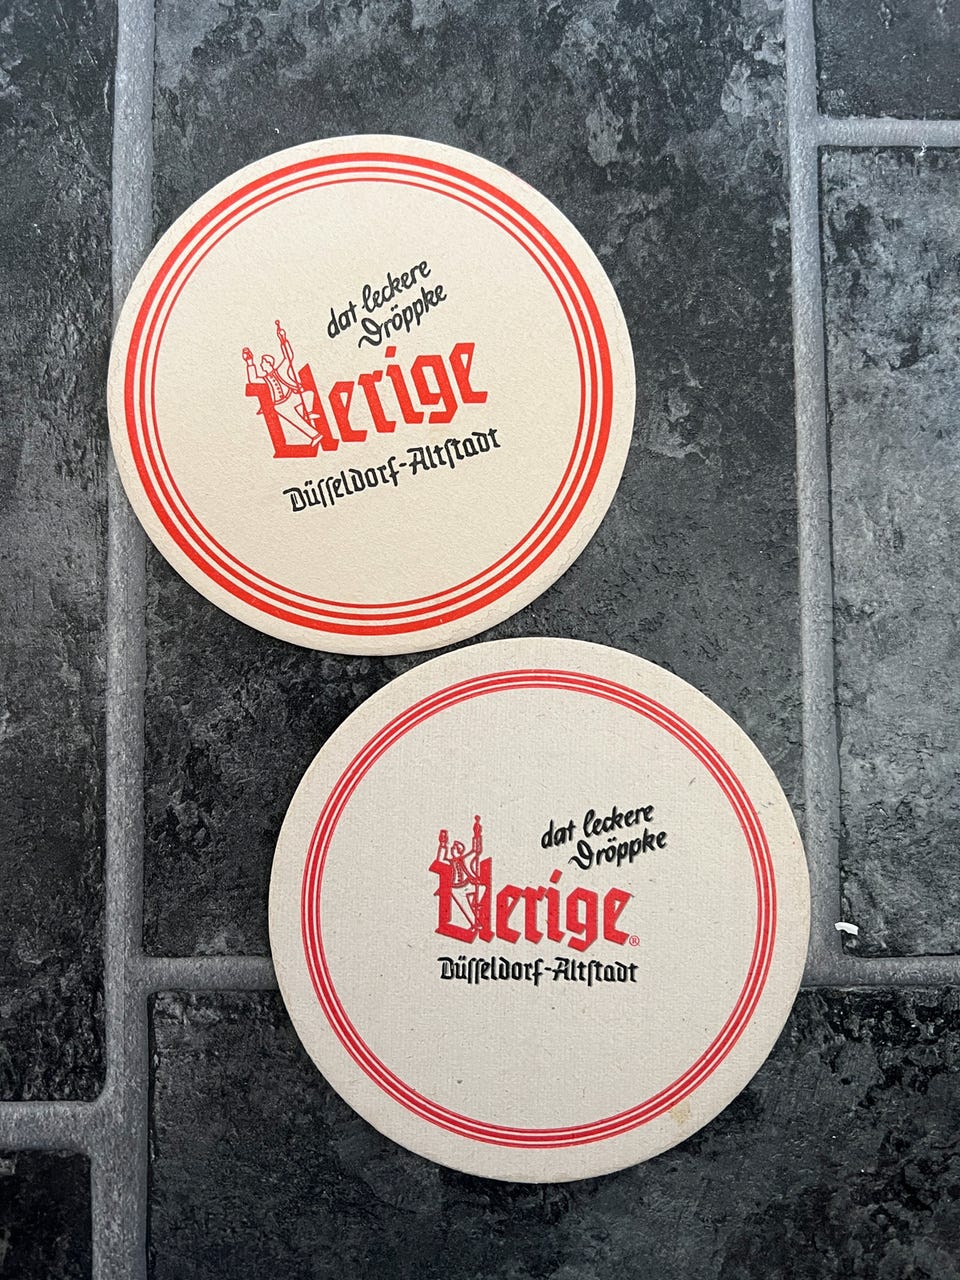 dat leckere
Dröppke
Uerige
Düſſeldorf-Altſtadt
dat leckere
Dröppke
Uerige®
Düſſeldorf-Altſtadt